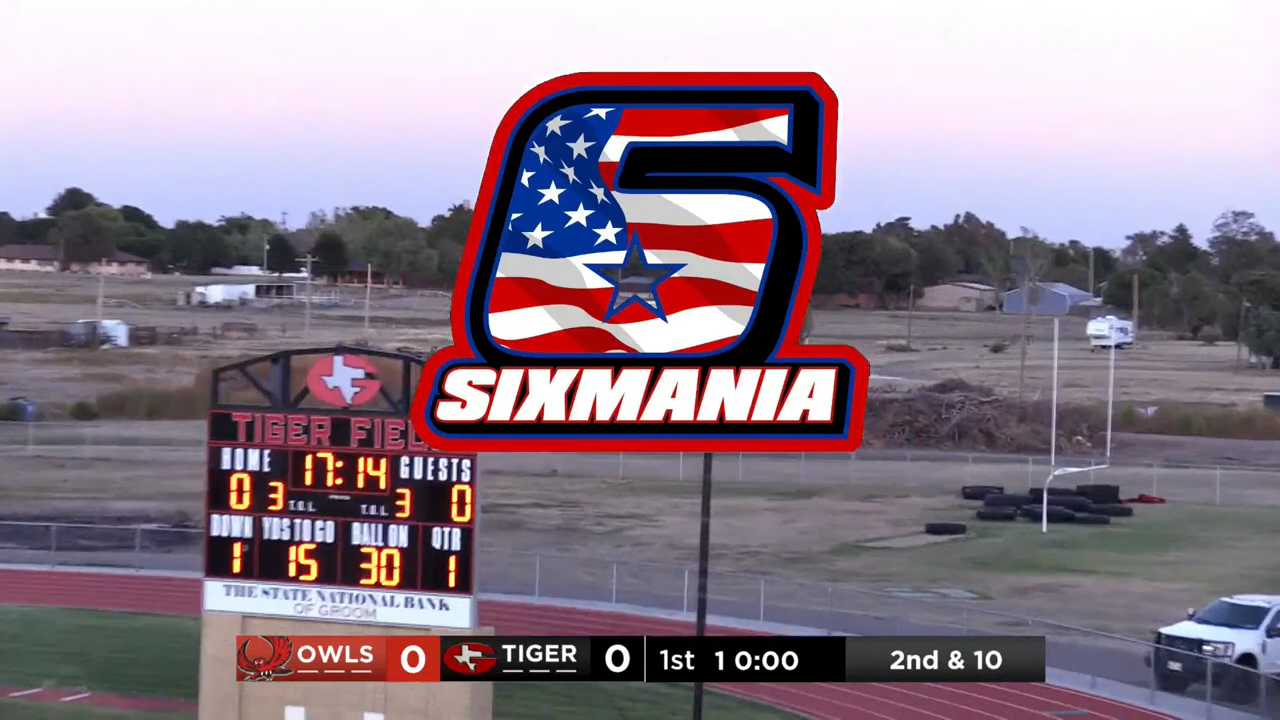 SIXMANIA
TIGER FIEL
HOME 17:14 GUESTS
0 3 T.O.L. T.O.L. 3 0
DOWN YDS TO GO BALL ON QTR
1 15 30 1
THE STATE NATIONAL BANK
OF GROOM
OWLS 0 TIGER 0 1st 1 0:00 2nd & 10